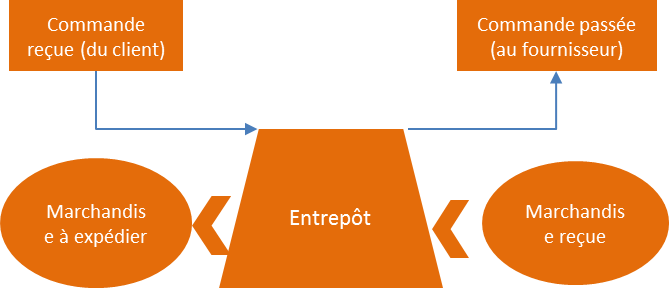 Commande
reçue (du client)
Commande passée
(au fournisseur)
Marchandis
e à expédier
Entrepôt
Marchandis
e reçue